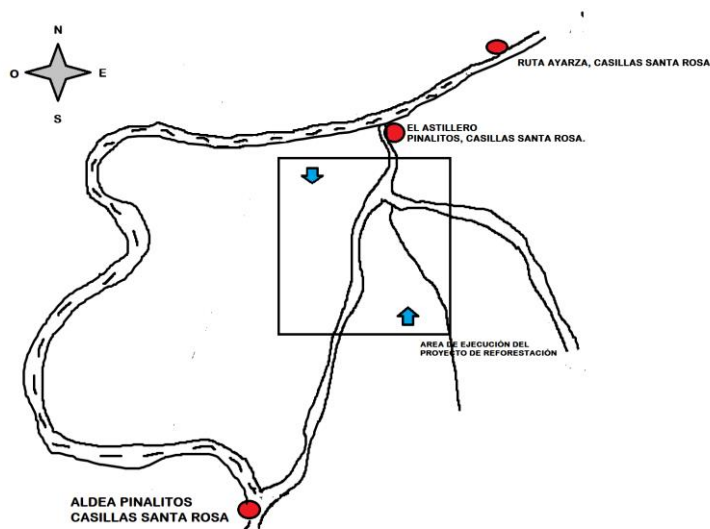 N
O
E
S
RUTA AYARZA, CASILLAS SANTA ROSA
EL ASTILLERO
PINALITOS, CASILLAS SANTA ROSA.
AREA DE EJECUCIÓN DEL
PROYECTO DE REFORESTACIÓN
ALDEA PINALITOS
CASILLAS SANTA ROSA